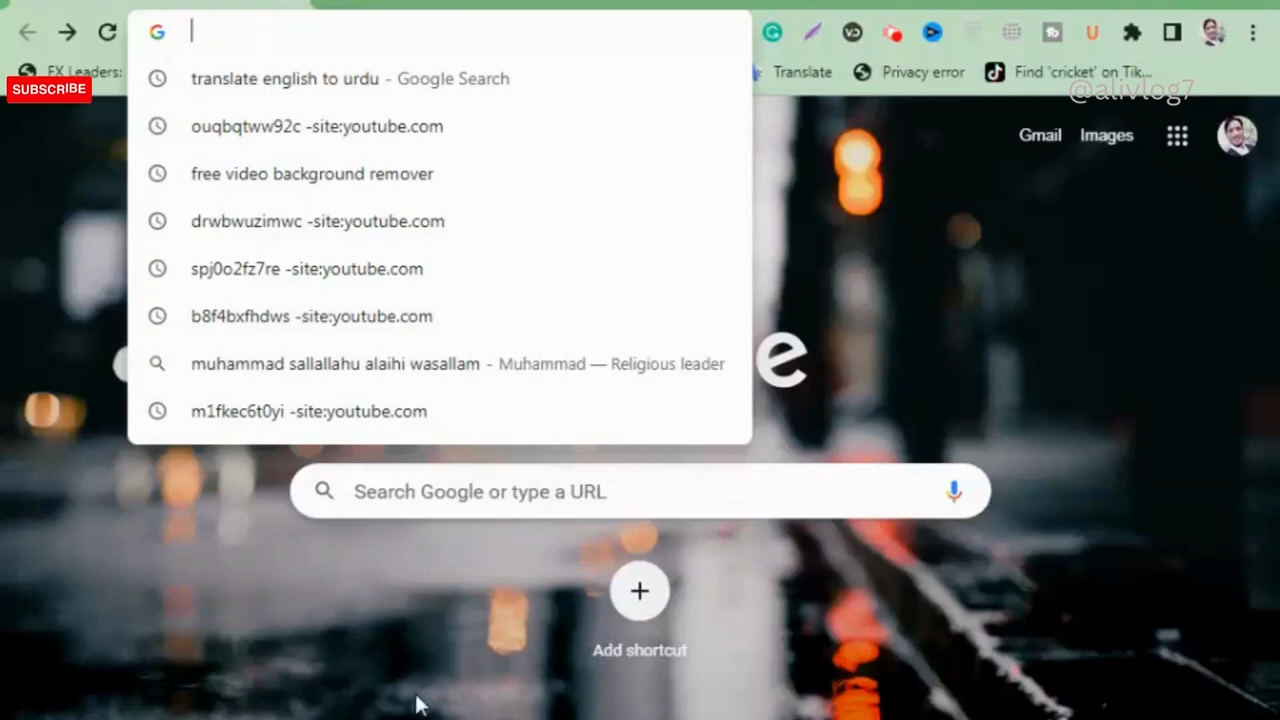 FX Leaders:
Translate
Privacy error
Find 'cricket' on Tik...
SUBSCRIBE
@alivlog7
translate english to urdu - Google Search
ouqbqtww92c -site:youtube.com
free video background remover
drwbwuzimwc -site:youtube.com
spj0o2fz7re -site:youtube.com
b8f4bxfhdws -site:youtube.com
muhammad sallallahu alaihi wasallam - Muhammad — Religious leader
m1fkec6t0yi -site:youtube.com
Gmail
Images
e
Search Google or type a URL
Add shortcut